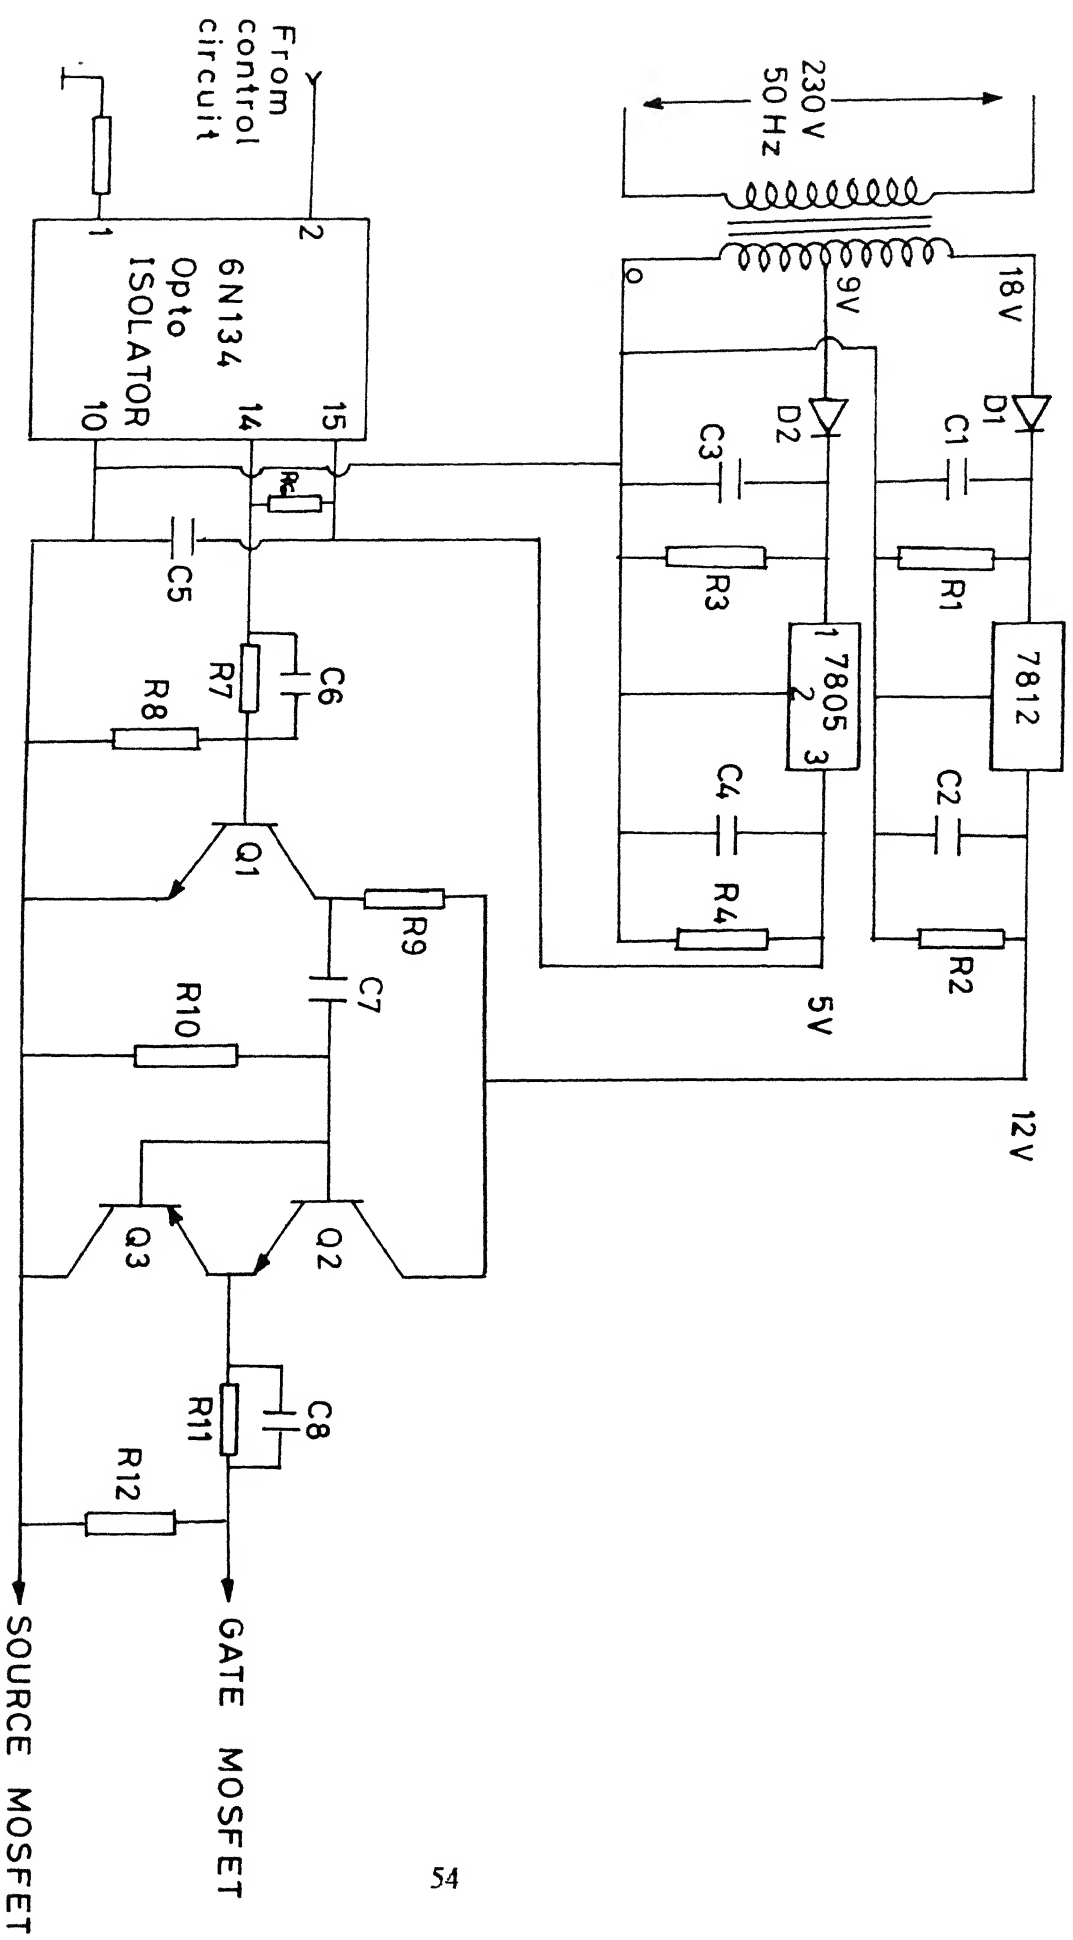 230V
50Hz
18V
9V
O
D1
C1
R1
7812
C2
R2
12V
D2
C3
R3
1
7805
2
3
C4
R4
5V
From
control
circuit
2
1
6N134
Opto
ISOLATOR
15
14
10
Rc
C5
C6
R7
R8
Q1
R9
C7
R10
Q2
Q3
C8
R11
R12
GATE MOSFET
SOURCE MOSFET
54